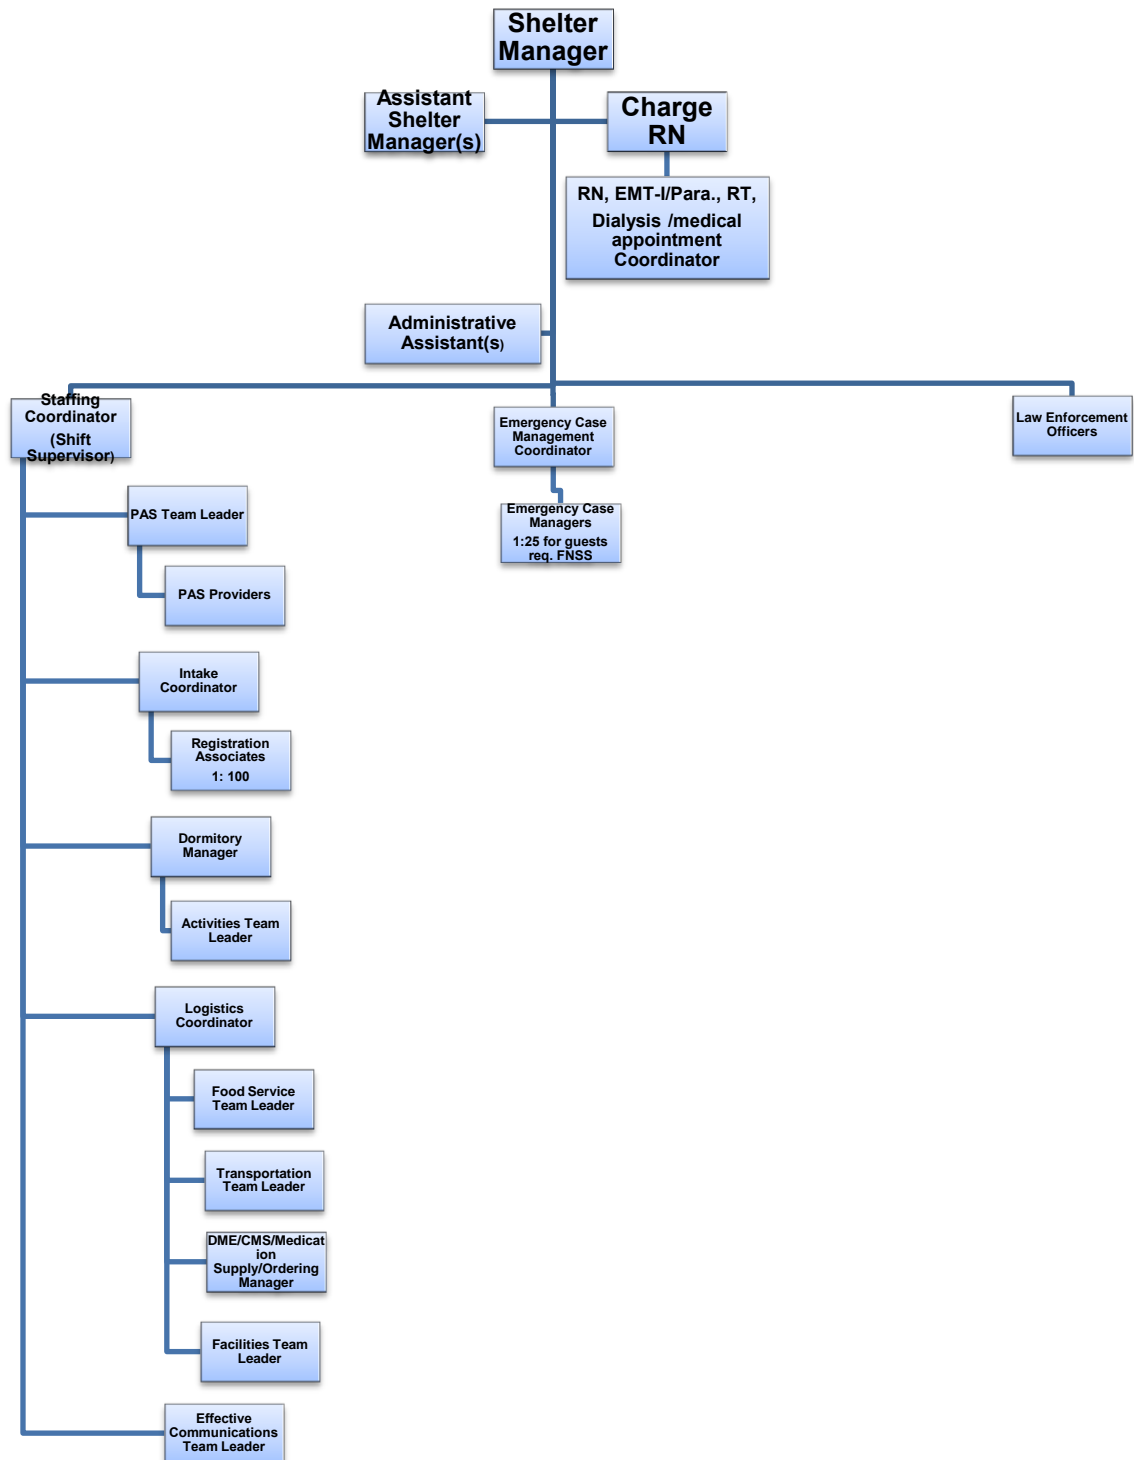 Shelter
Manager
Assistant
Shelter
Manager(s)
Charge
RN
RN, EMT-I/Para., RT,
Dialysis /medical
appointment
Coordinator
Administrative
Assistant(s)
Staffing
Coordinator
(Shift
Supervisor)
Emergency Case
Management
Coordinator
Law Enforcement
Officers
PAS Team Leader
Emergency Case
Managers
1:25 for guests
req. FNSS
PAS Providers
Intake
Coordinator
Registration
Associates
1: 100
Dormitory
Manager
Activities Team
Leader
Logistics
Coordinator
Food Service
Team Leader
Transportation
Team Leader
DME/CMS/Medicat
ion
Supply/Ordering
Manager
Facilities Team
Leader
Effective
Communications
Team Leader